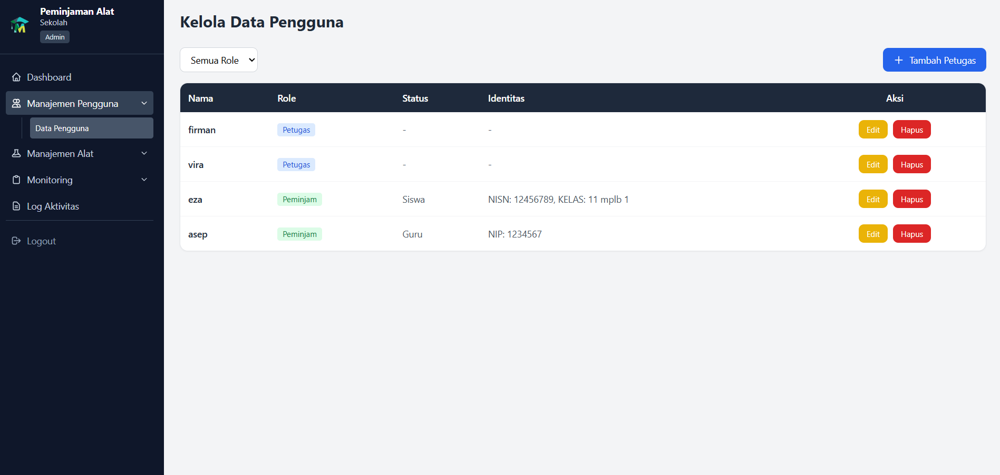 Peminjaman Alat
Sekolah
Admin
Dashboard
Manajemen Pengguna
Data Pengguna
Manajemen Alat
Monitoring
Log Aktivitas
Logout
Kelola Data Pengguna
Semua Role
Tambah Petugas
Nama Role Status Identitas Aksi
firman Petugas - - Edit Hapus
vira Petugas - - Edit Hapus
eza Peminjam Siswa NISN: 12456789, KELAS: 11 mplb 1 Edit Hapus
asep Peminjam Guru NIP: 1234567 Edit Hapus